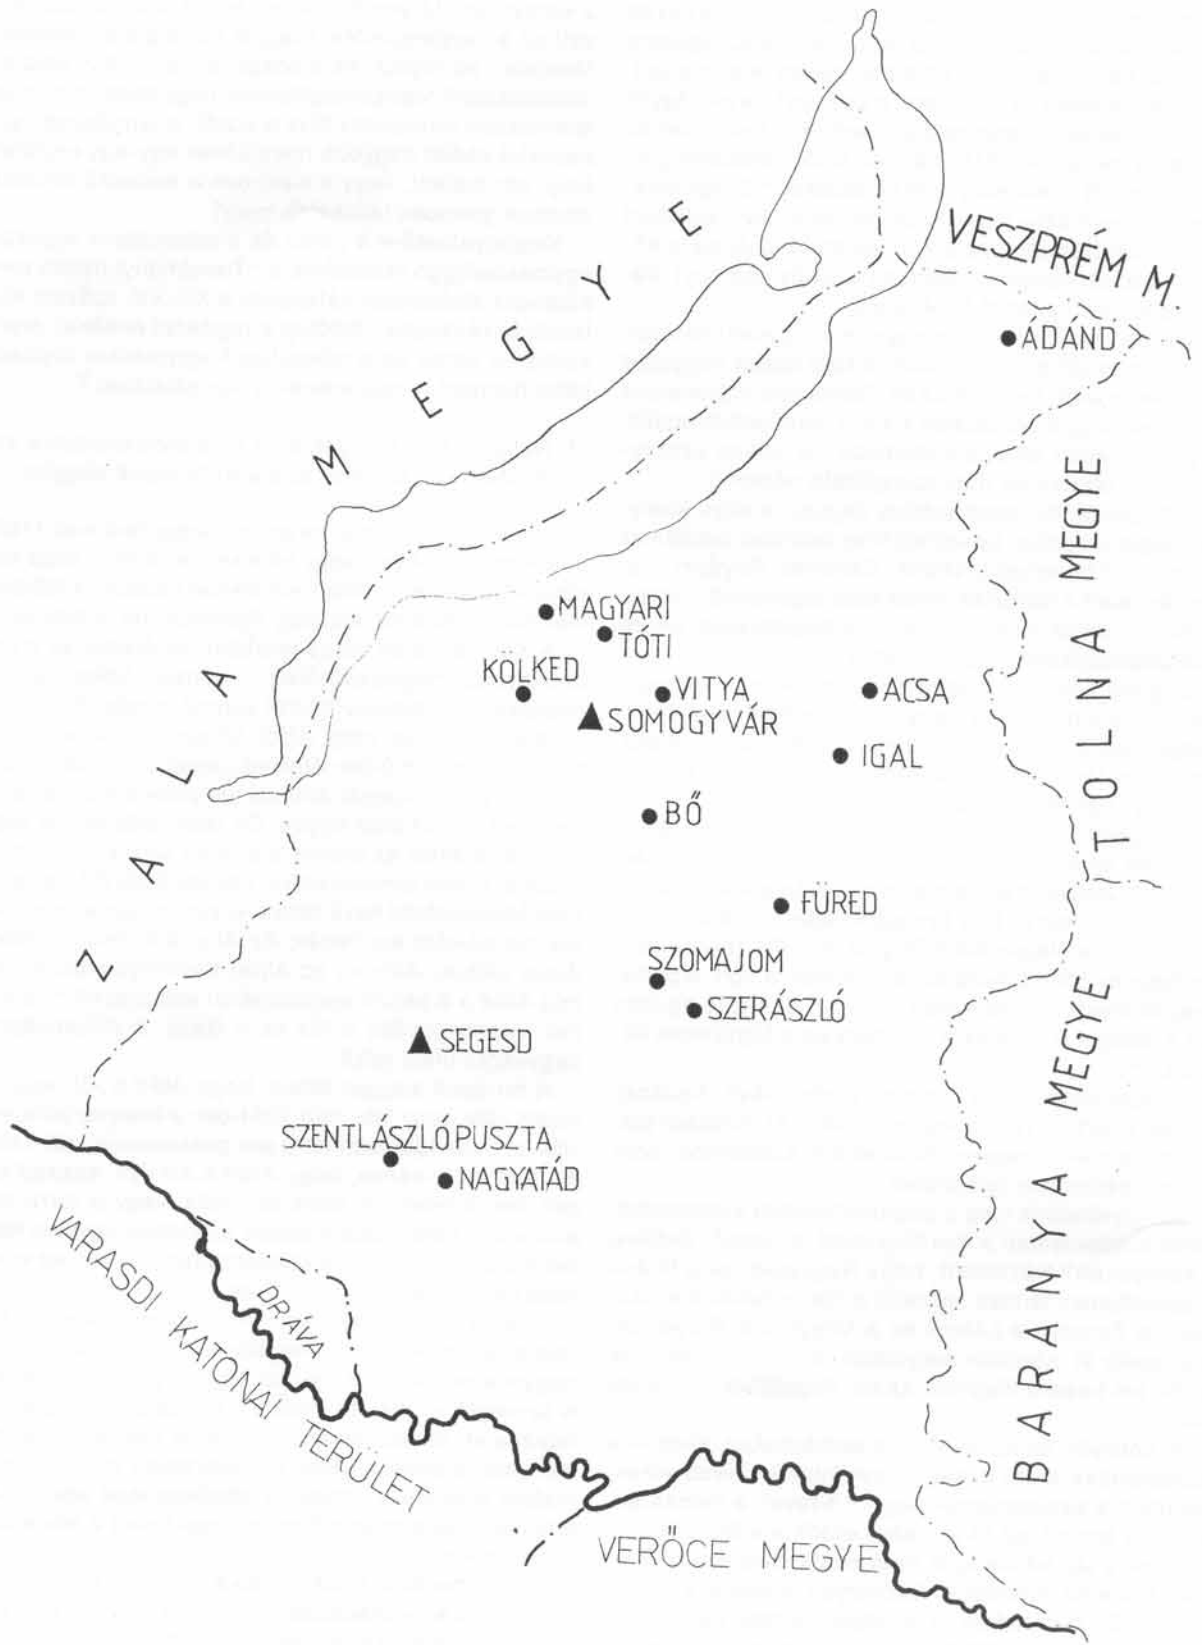 ZALA MEGYE
VESZPRÉM M.
ÁDÁND
TOLNA MEGYE
MAGYARI
TÓTI
KÖLKED
VITYA
ACSA
SOMOGYVÁR
IGAL
BŐ
FÜRED
SZOMAJOM
SZERÁSZLÓ
SEGESD
BARANYA MEGYE
SZENTLÁSZLÓPUSZTA
NAGYATÁD
DRÁVA
VARASDI KATONAI TERÜLET
VERŐCE MEGYE